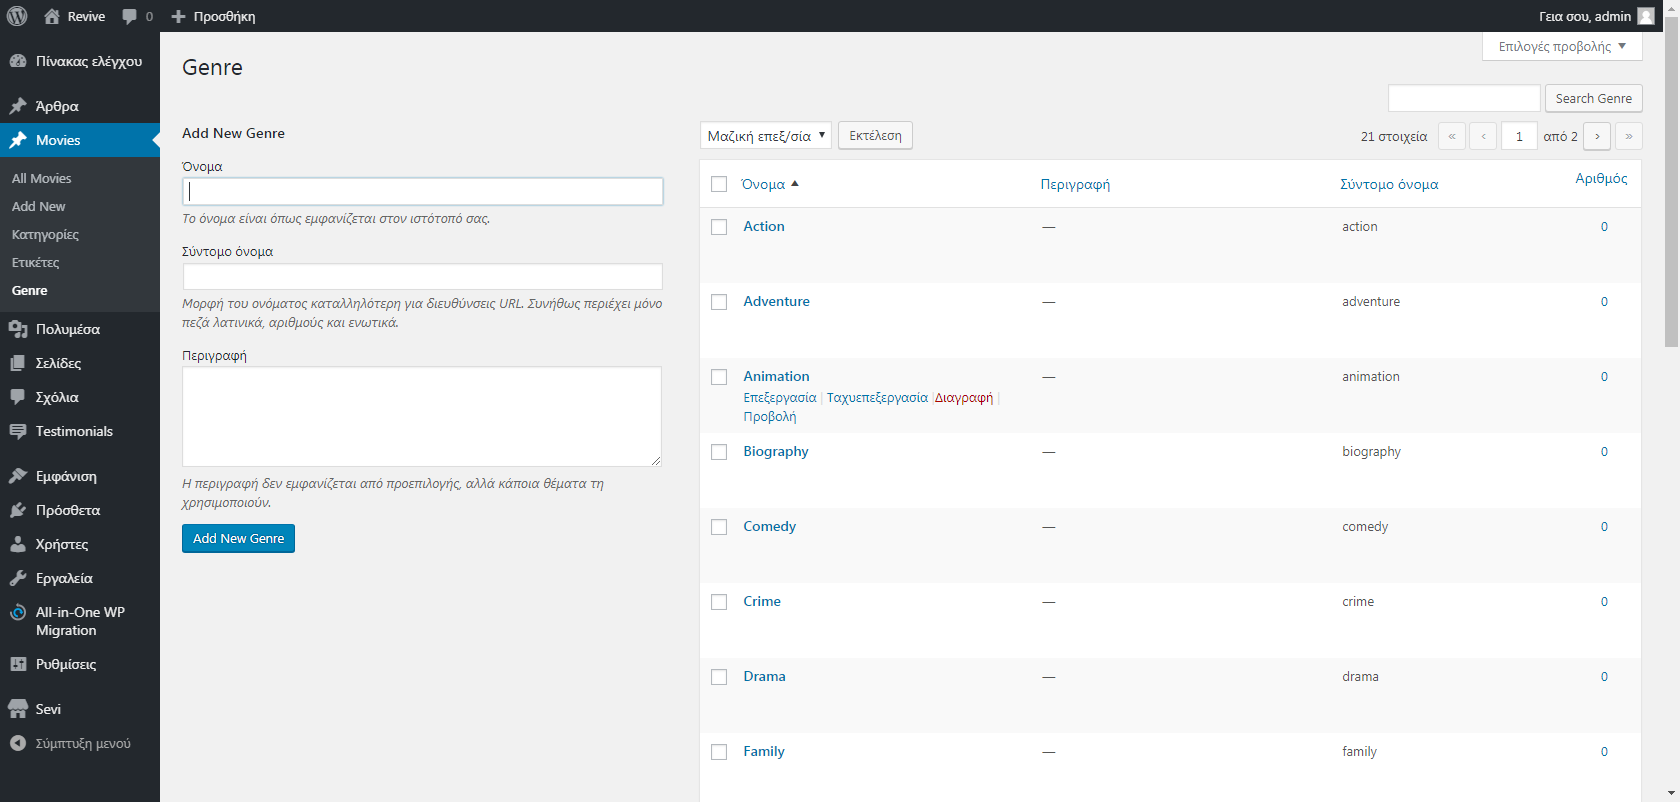 Revive
0
Προσθήκη
Γεια σου, admin
Πίνακας ελέγχου
Άρθρα
Movies
All Movies
Add New
Κατηγορίες
Ετικέτες
Genre
Πολυμέσα
Σελίδες
Σχόλια
Testimonials
Εμφάνιση
Πρόσθετα
Χρήστες
Εργαλεία
All-in-One WP
Migration
Ρυθμίσεις
Sevi
Σύμπτυξη μενού
Επιλογές προβολής
Genre
Search Genre
Add New Genre
Όνομα
Το όνομα είναι όπως εμφανίζεται στον ιστότοπό σας.
Σύντομο όνομα
Μορφή του ονόματος καταλληλότερη για διευθύνσεις URL. Συνήθως περιέχει μόνο
πεζά λατινικά, αριθμούς και ενωτικά.
Περιγραφή
Η περιγραφή δεν εμφανίζεται από προεπιλογής, αλλά κάποια θέματα τη
χρησιμοποιούν.
Add New Genre
Μαζική επεξ/σία
Εκτέλεση
21 στοιχεία « ‹ 1 από 2 › »
Όνομα Περιγραφή Σύντομο όνομα Αριθμός
Action — action 0
Adventure — adventure 0
Animation — animation 0
Επεξεργασία | Ταχυεπεξεργασία | Διαγραφή |
Προβολή
Biography — biography 0
Comedy — comedy 0
Crime — crime 0
Drama — drama 0
Family — family 0